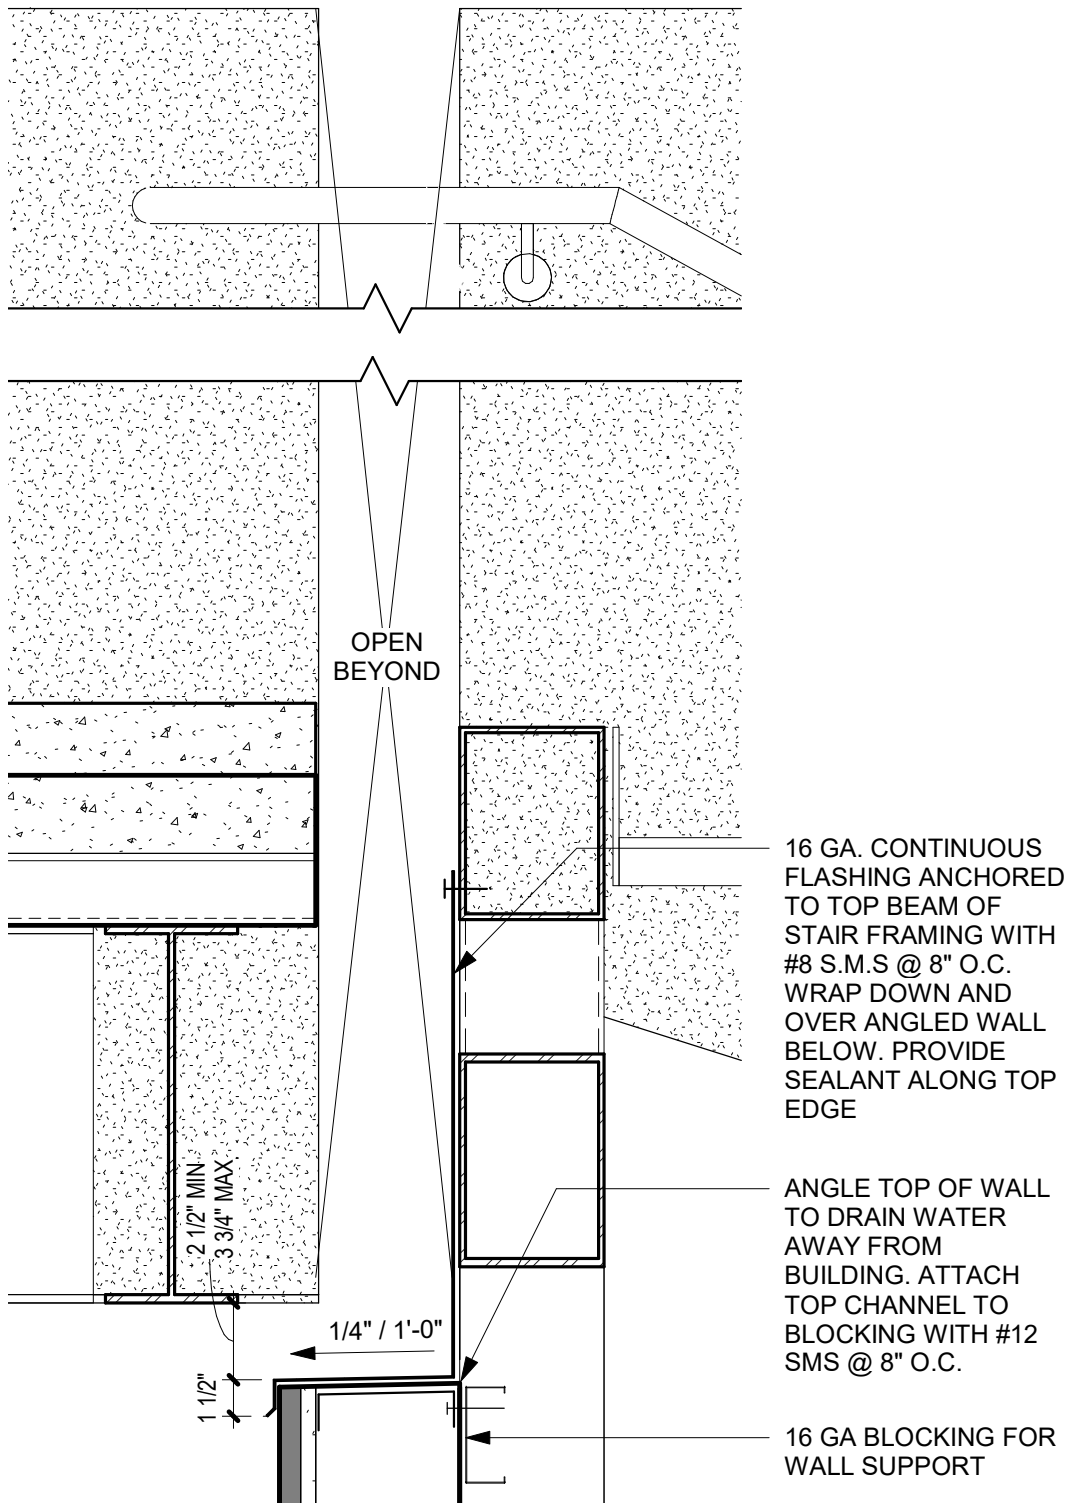 OPEN
BEYOND
16 GA. CONTINUOUS
FLASHING ANCHORED
TO TOP BEAM OF
STAIR FRAMING WITH
#8 S.M.S @ 8" O.C.
WRAP DOWN AND
OVER ANGLED WALL
BELOW. PROVIDE
SEALANT ALONG TOP
EDGE
2 1/2" MIN
3 3/4" MAX.
ANGLE TOP OF WALL
TO DRAIN WATER
AWAY FROM
BUILDING. ATTACH
TOP CHANNEL TO
BLOCKING WITH #12
SMS @ 8" O.C.
1/4" / 1'-0"
1 1/2"
16 GA BLOCKING FOR
WALL SUPPORT